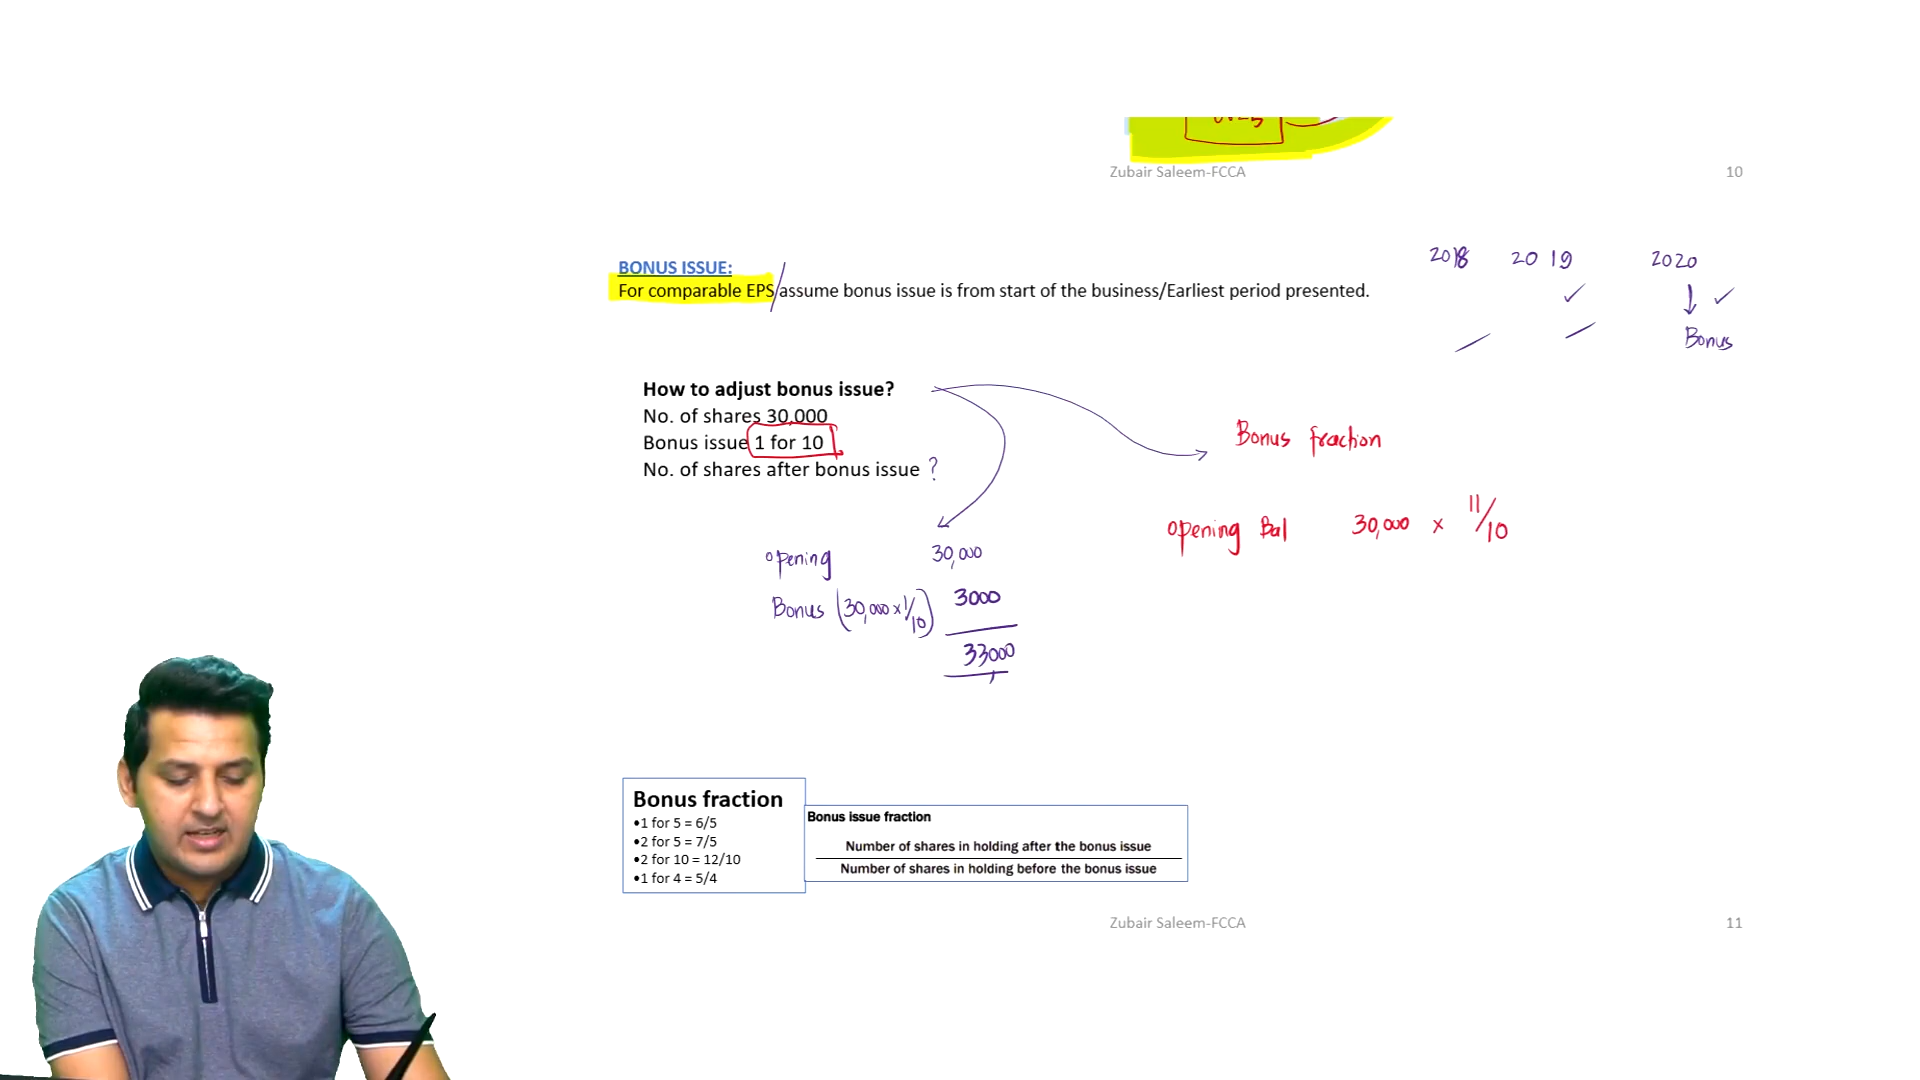 Zubair Saleem-FCCA
10
BONUS ISSUE:
For comparable EPS/assume bonus issue is from start of the business/Earliest period presented.
2018 2019 2020
Bonus
How to adjust bonus issue?
No. of shares 30,000
Bonus issue 1 for 10
No. of shares after bonus issue ?
Bonus fraction
Opening Bal 30,000 x 11/10
Opening 30,000
Bonus (30,000 x 1/10) 3000
33000
Bonus fraction
•1 for 5 = 6/5
•2 for 5 = 7/5
•2 for 10 = 12/10
•1 for 4 = 5/4
Bonus issue fraction
Number of shares in holding after the bonus issue
Number of shares in holding before the bonus issue
Zubair Saleem-FCCA
11